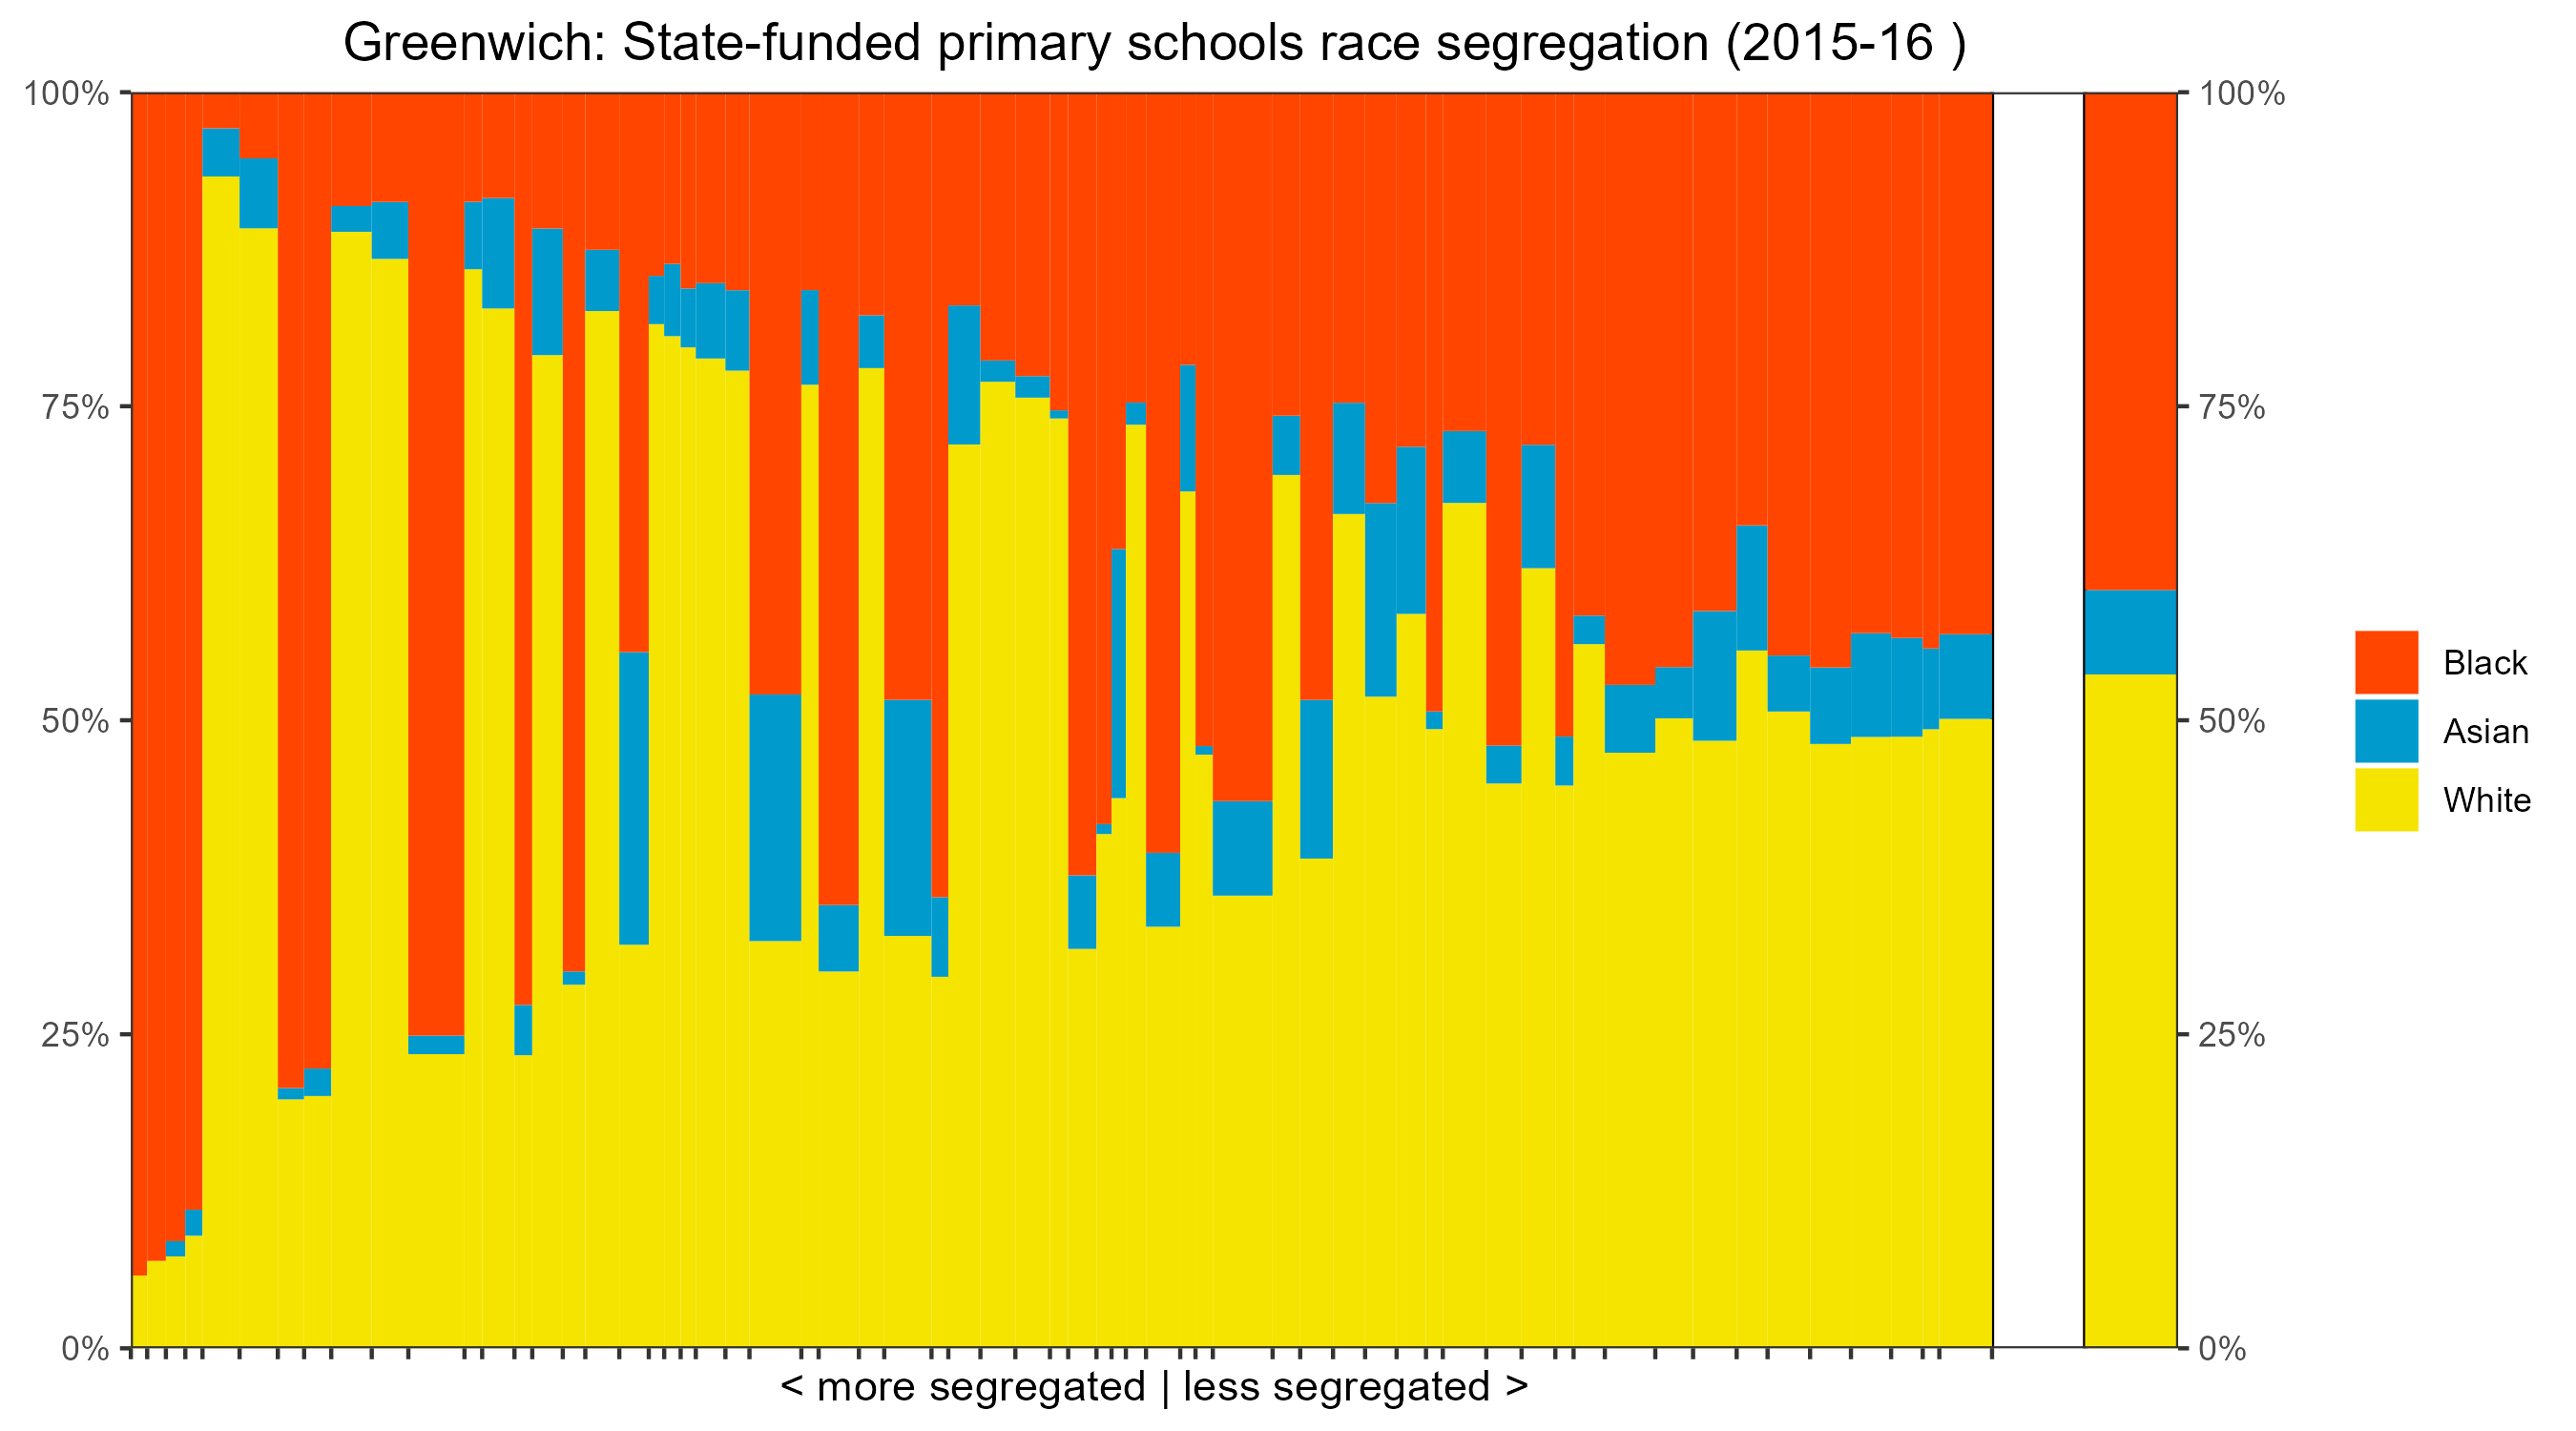 Greenwich: State-funded primary schools race segregation (2015-16 )
100%
75%
50%
25%
0%
100%
75%
50%
25%
0%
Black
Asian
White
< more segregated | less segregated >